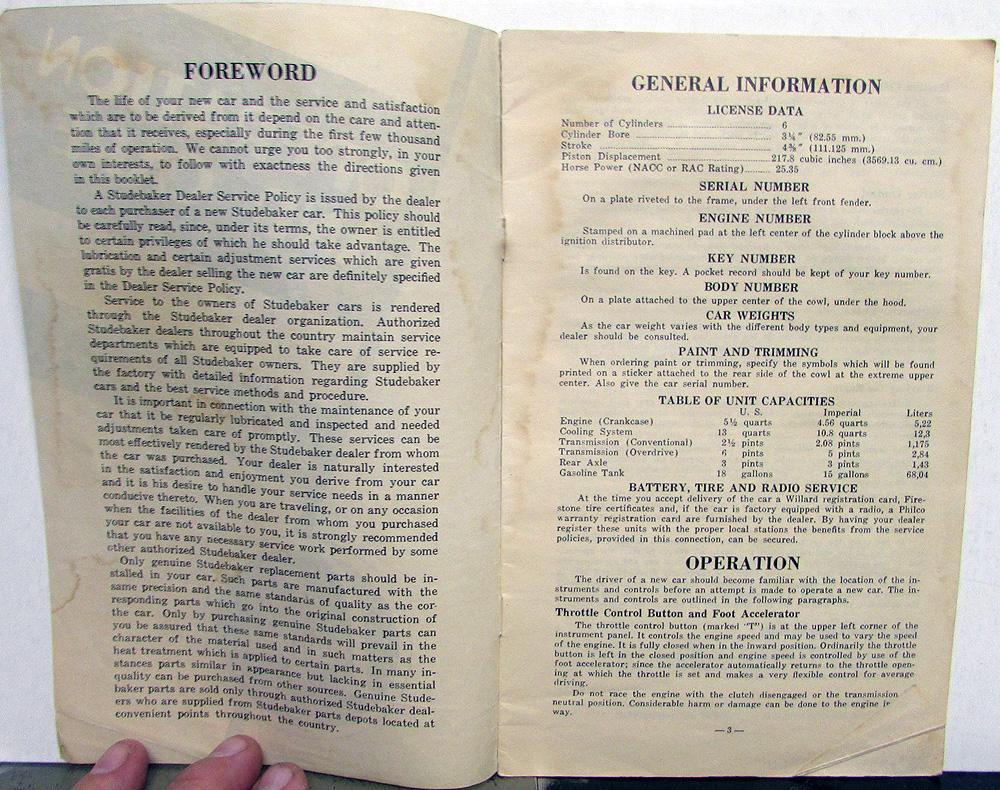 FOREWORD
The life of your new car and the service and satisfaction
which are to be derived from it depend on the care and atten-
tion that it receives, especially during the first few thousand
miles of operation. We cannot urge you too strongly, in your
own interests, to follow with exactness the directions given
in this booklet.
A Studebaker Dealer Service Policy is issued by the dealer
to each purchaser of a new Studebaker car. This policy should
be carefully read, since, under its terms, the owner is entitled
to certain privileges of which he should take advantage. The
lubrication and certain adjustment services which are given
gratis by the dealer selling the new car are definitely specified
in the Dealer Service Policy.
Service to the owners of Studebaker cars is rendered
through the Studebaker dealer organization. Authorized
Studebaker dealers throughout the country maintain service
departments which are equipped to take care of service re-
quirements of all Studebaker owners. They are supplied by
the factory with detailed information regarding Studebaker
cars and the best service methods and procedure.
It is important in connection with the maintenance of your
car that it be regularly lubricated and inspected and needed
adjustments taken care of promptly. These services can be
most effectively rendered by the Studebaker dealer from whom
the car was purchased. Your dealer is naturally interested
in the satisfaction and enjoyment you derive from your car
and it is his desire to handle your service needs in a manner
conducive thereto. When you are traveling, or on any occasion
when the facilities of the dealer from whom you purchased
your car are not available to you, it is strongly recommended
that you have any necessary service work performed by some
other authorized Studebaker dealer.
Only genuine Studebaker replacement parts should be in-
stalled in your car. Such parts are manufactured with the
same precision and the same standards of quality as the cor-
responding parts which go into the original construction of
the car. Only by purchasing genuine Studebaker parts can
you be assured that these same standards will prevail in the
character of the material used and in such matters as the
heat treatment which is applied to certain parts. In many in-
stances parts similar in appearance but lacking in essential
quality can be purchased from other sources. Genuine Stude-
baker parts are sold only through authorized Studebaker deal-
ers who are supplied from Studebaker parts depots located at
convenient points throughout the country.
GENERAL INFORMATION
LICENSE DATA
Number of Cylinders 6
Cylinder Bore 3¼" (82.55 mm.)
Stroke 4⅜" (111.125 mm.)
Piston Displacement 217.8 cubic inches (3569.13 cu. cm.)
Horse Power (NACC or RAC Rating) 25.35
SERIAL NUMBER
On a plate riveted to the frame, under the left front fender.
ENGINE NUMBER
Stamped on a machined pad at the left center of the cylinder block above the
ignition distributor.
KEY NUMBER
Is found on the key. A pocket record should be kept of your key number.
BODY NUMBER
On a plate attached to the upper center of the cowl, under the hood.
CAR WEIGHTS
As the car weight varies with the different body types and equipment, your
dealer should be consulted.
PAINT AND TRIMMING
When ordering paint or trimming, specify the symbols which will be found
printed on a sticker attached to the rear side of the cowl at the extreme upper
center. Also give the car serial number.
TABLE OF UNIT CAPACITIES
U. S. Imperial Liters
Engine (Crankcase) 5½ quarts 4.56 quarts 5,22
Cooling System 13 quarts 10.8 quarts 12,3
Transmission (Conventional) 2½ pints 2.08 pints 1,175
Transmission (Overdrive) 6 pints 5 pints 2,84
Rear Axle 3 pints 3 pints 1,43
Gasoline Tank 18 gallons 15 gallons 68,04
BATTERY, TIRE AND RADIO SERVICE
At the time you accept delivery of the car a Willard registration card, Fire-
stone tire certificates and, if the car is factory equipped with a radio, a Philco
warranty registration card are furnished by the dealer. By having your dealer
register these units with the proper local stations the benefits from the service
policies, provided in this connection, can be secured.
OPERATION
The driver of a new car should become familiar with the location of the in-
struments and controls before an attempt is made to operate a new car. The in-
struments and controls are outlined in the following paragraphs.
Throttle Control Button and Foot Accelerator
The throttle control button (marked "T") is at the upper left corner of the
instrument panel. It controls the engine speed and may be used to vary the speed
of the engine. It is fully closed when in the inward position. Ordinarily the throttle
button is left in the closed position and engine speed is controlled by use of the
foot accelerator; since the accelerator automatically returns to the throttle open-
ing at which the throttle is set and makes a very flexible control for average
driving.
Do not race the engine with the clutch disengaged or the transmission
neutral position. Considerable harm or damage can be done to the engine
way.
—3—